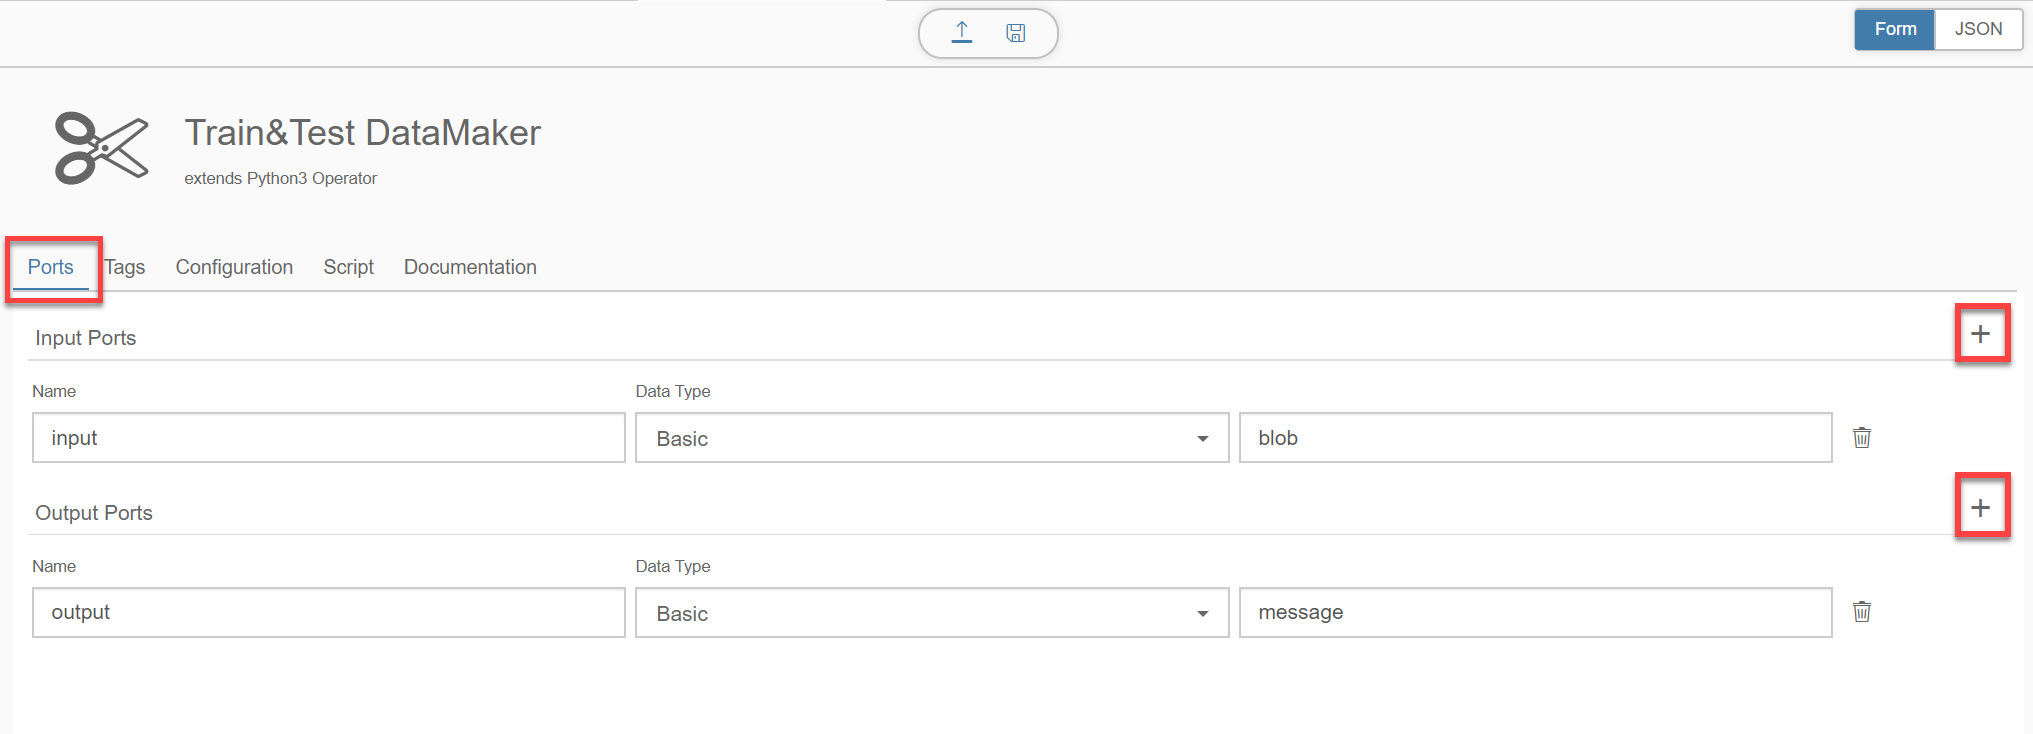 Form JSON
Train&Test DataMaker
extends Python3 Operator
Ports Tags Configuration Script Documentation
Input Ports
Name Data Type
input Basic blob
Output Ports
Name Data Type
output Basic message